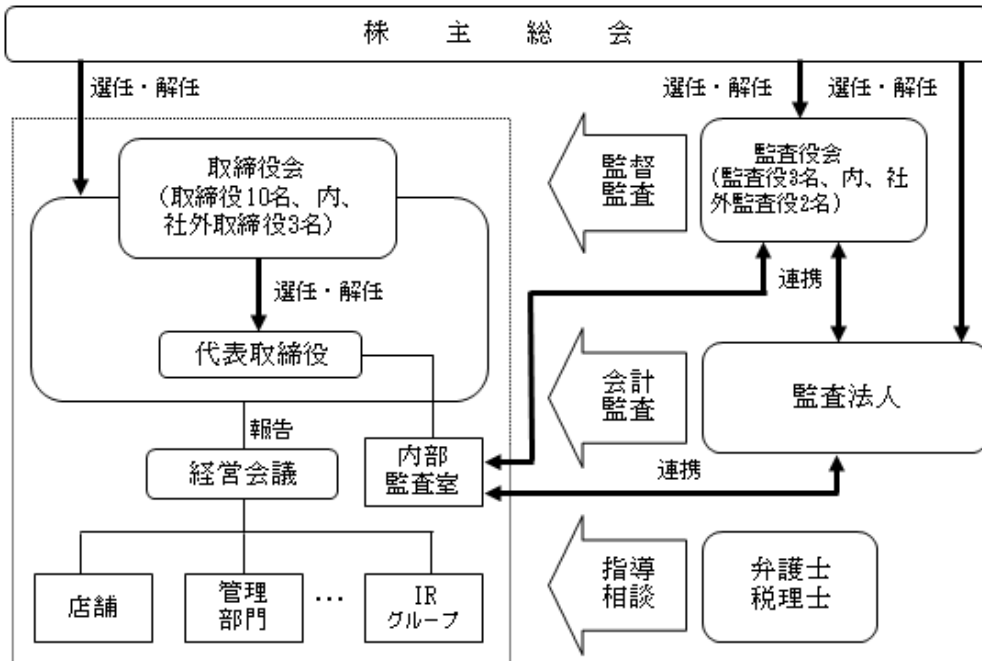 株 主 総 会
選任・解任
選任・解任
選任・解任
取締役会
(取締役10名、内、
社外取締役3名)
監督
監査
監査役会
(監査役3名、内、社
外監査役2名)
選任・解任
連携
代表取締役
会計
監査
監査法人
報告
経営会議
内部
監査室
連携
店舗
管理
部門
…
IR
グループ
指導
相談
弁護士
税理士